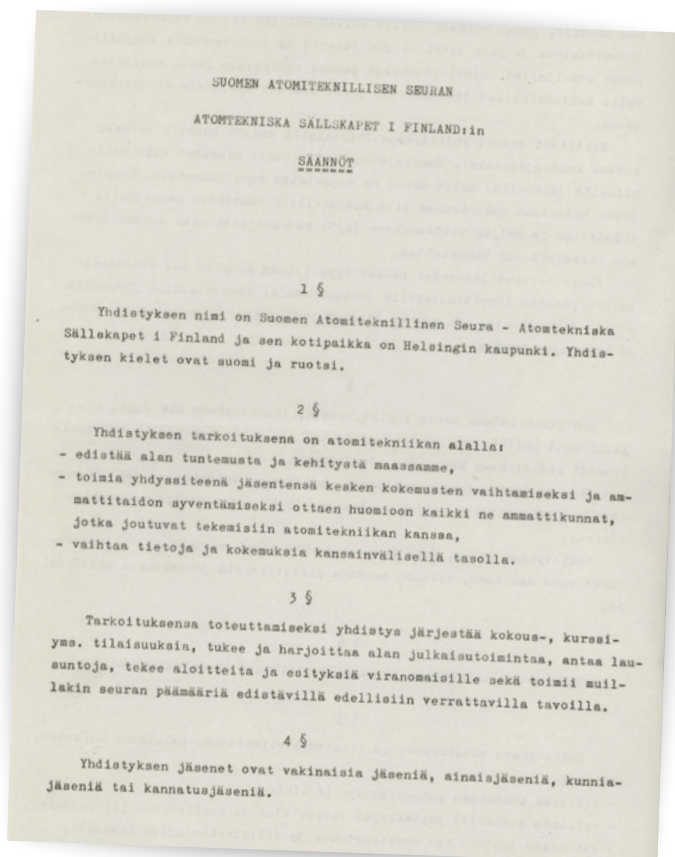 SUOMEN ATOMITEKNILLISEN SEURAN
ATOMTEKNISKA SÄLLSKAPET I FINLAND:in
SÄÄNNÖT
1 §
Yhdistyksen nimi on Suomen Atomiteknillinen Seura - Atomtekniska
Sällskapet i Finland ja sen kotipaikka on Helsingin kaupunki. Yhdis-
tyksen kielet ovat suomi ja ruotsi.
2 §
Yhdistyksen tarkoituksena on atomitekniikan alalla:
- edistää alan tuntemusta ja kehitystä maassamme,
- toimia yhdyssiteenä jäsentensä kesken kokemusten vaihtamiseksi ja am-
mattitaidon syventämiseksi ottaen huomioon kaikki ne ammattikunnat,
jotka joutuvat tekemisiin atomitekniikan kanssa,
- vaihtaa tietoja ja kokemuksia kansainvälisellä tasolla.
3 §
Tarkoituksensa toteuttamiseksi yhdistys järjestää kokous-, kurssi-
yms. tilaisuuksia, tukee ja harjoittaa alan julkaisutoimintaa, antaa lau-
suntoja, tekee aloitteita ja esityksiä viranomaisille sekä toimii muil-
lakin seuran päämääriä edistävillä edellisiin verrattavilla tavoilla.
4 §
Yhdistyksen jäsenet ovat vakinaisia jäseniä, ainaisjäseniä, kunnia-
jäseniä tai kannatusjäseniä.